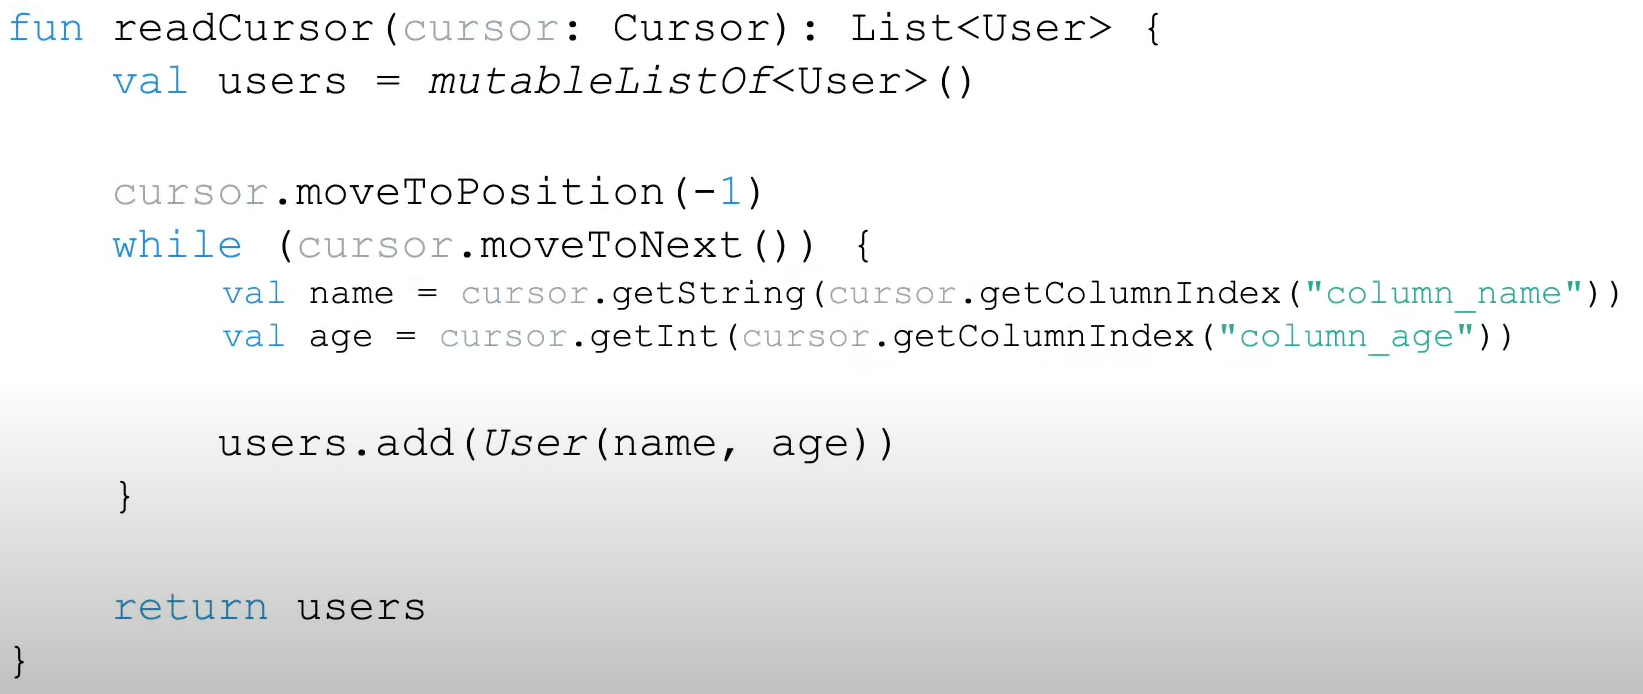 fun readCursor(cursor: Cursor): List<User> {
val users = mutableListOf<User>()
cursor.moveToPosition(-1)
while (cursor.moveToNext()) {
val name = cursor.getString(cursor.getColumnIndex("column_name"))
val age = cursor.getInt(cursor.getColumnIndex("column_age"))
users.add(User(name, age))
}
return users
}